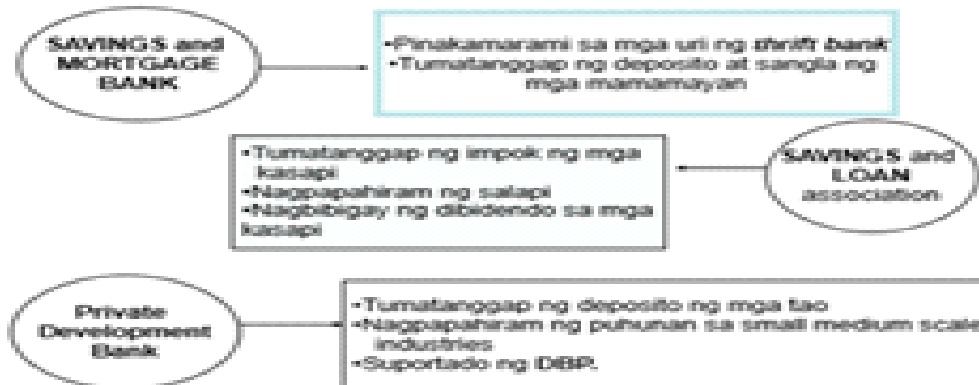 SAVINGS and
MORTGAGE
BANK
•Pinakamarami sa mga uri ng thrift bank
•Tumatanggap ng deposito at sangla ng
mga mamamayan
•Tumatanggap ng impok ng mga
kasapi
•Nagpapahiram ng salapi
•Nagbibigay ng dibidendo sa mga
kasapi
SAVINGS and
LOAN
association
Private
Development
Bank
•Tumatanggap ng deposito ng mga tao
•Nagpapahiram ng puhunan sa small medium scale
industries
•Suportado ng DBP.